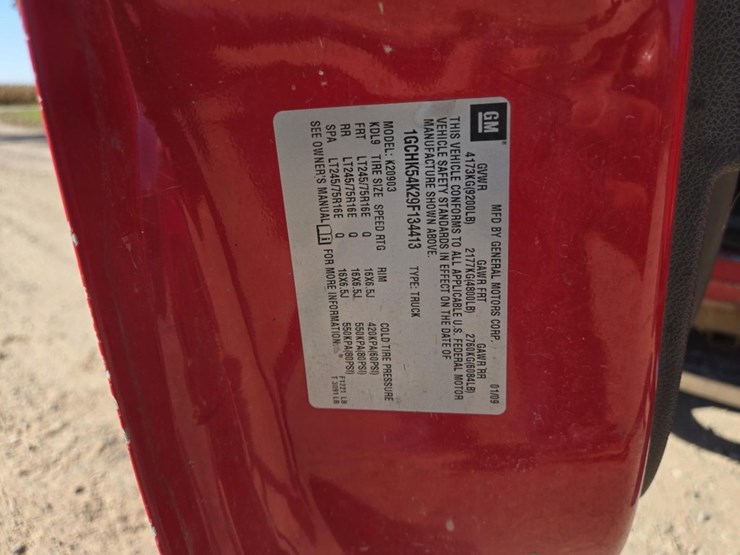 GM
MFD BY GENERAL MOTORS CORP. 01/09
GVWR GAWR FRT GAWR RR
4173KG(9200LB) 2177KG(4800LB) 2760KG(6084LB)
THIS VEHICLE CONFORMS TO ALL APPLICABLE U.S. FEDERAL MOTOR
VEHICLE SAFETY STANDARDS IN EFFECT ON THE DATE OF
MANUFACTURE SHOWN ABOVE.
1GCHK54K29F134413 TYPE: TRUCK
MODEL: K20903
KDL9 TIRE SIZE SPEED RTG RIM COLD TIRE PRESSURE
FRT LT245/75R16E Q 16X6.5J 420KPA(60PSI)
RR LT245/75R16E Q 16X6.5J 550KPA(80PSI)
SPA LT245/75R16E Q 16X6.5J 550KPA(80PSI)
SEE OWNER'S MANUAL FOR MORE INFORMATION